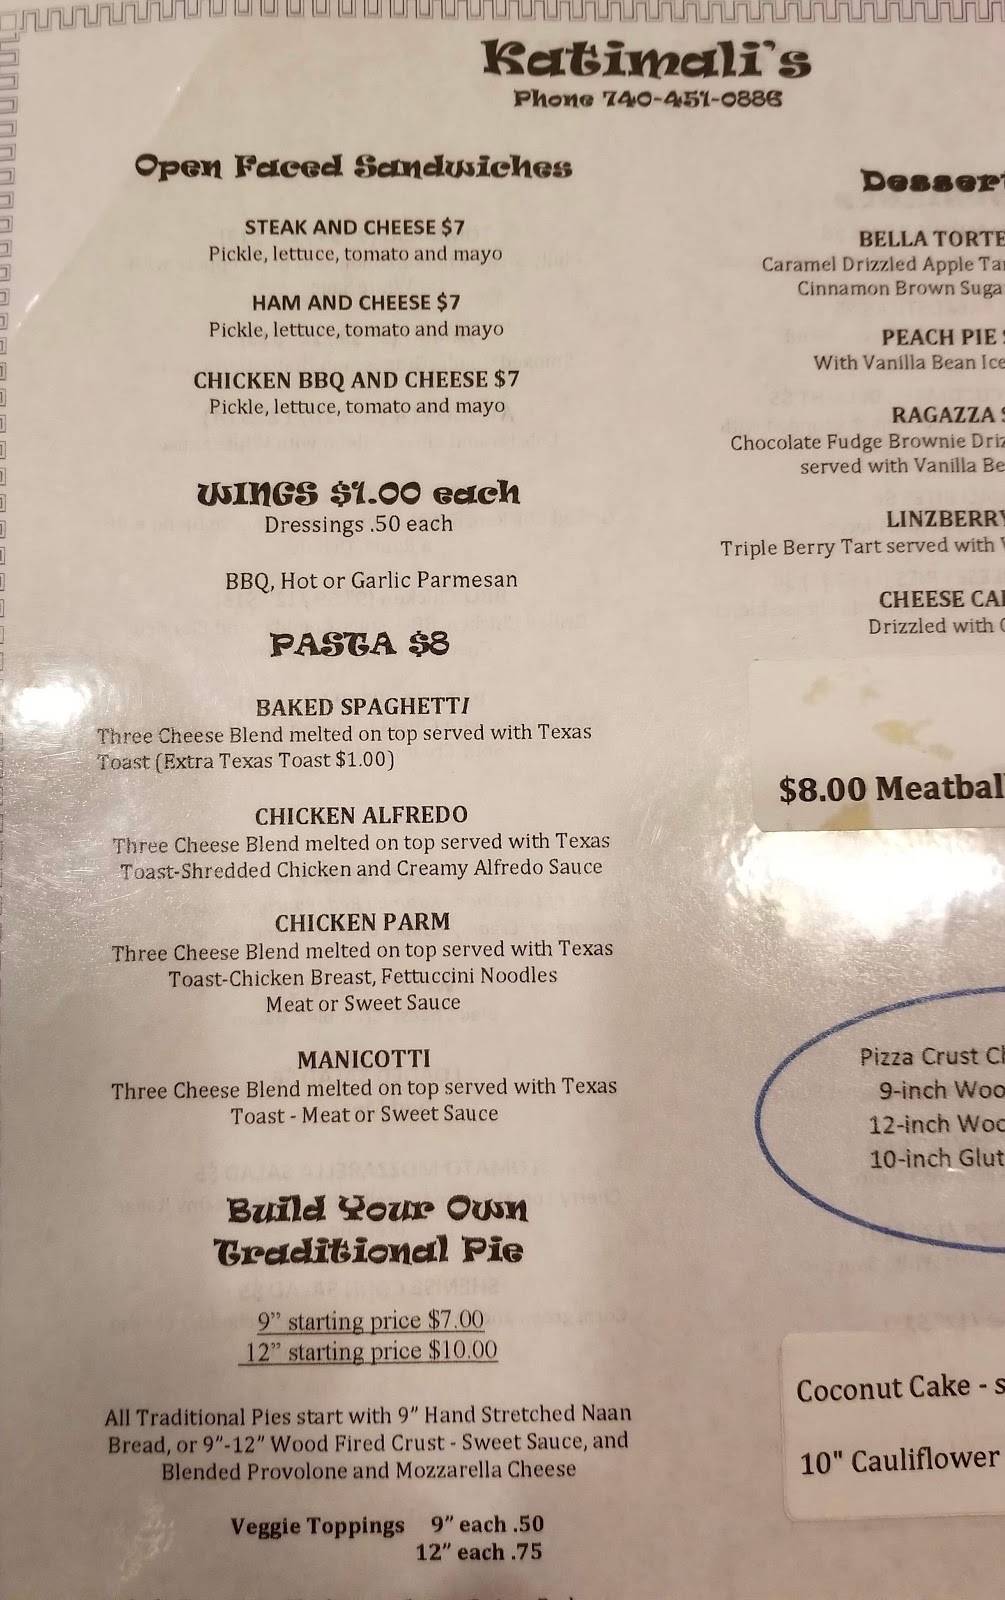 Katimali's
Phone 740-451-0886
Open Faced Sandwiches
STEAK AND CHEESE $7
Pickle, lettuce, tomato and mayo
HAM AND CHEESE $7
Pickle, lettuce, tomato and mayo
CHICKEN BBQ AND CHEESE $7
Pickle, lettuce, tomato and mayo
WINGS $1.00 each
Dressings .50 each
BBQ, Hot or Garlic Parmesan
PASTA $8
BAKED SPAGHETTI
Three Cheese Blend melted on top served with Texas
Toast (Extra Texas Toast $1.00)
CHICKEN ALFREDO
Three Cheese Blend melted on top served with Texas
Toast-Shredded Chicken and Creamy Alfredo Sauce
CHICKEN PARM
Three Cheese Blend melted on top served with Texas
Toast-Chicken Breast, Fettuccini Noodles
Meat or Sweet Sauce
MANICOTTI
Three Cheese Blend melted on top served with Texas
Toast - Meat or Sweet Sauce
Build Your Own
Traditional Pie
9" starting price $7.00
12" starting price $10.00
All Traditional Pies start with 9" Hand Stretched Naan
Bread, or 9"-12" Wood Fired Crust - Sweet Sauce, and
Blended Provolone and Mozzarella Cheese
Veggie Toppings 9" each .50
12" each .75
Dessert
BELLA TORTE
Caramel Drizzled Apple
Cinnamon Brown
PEACH PIE
With Vanilla Bean Ice
RAGAZZA
Chocolate Fudge Brownie
served with Vanilla
LINZBERRY
Triple Berry Tart served with
CHEESE
Drizzled with
$8.00 Meatbal
Pizza Crust
9-inch
12-inch
10-inch
Coconut Cake -
10" Cauliflower